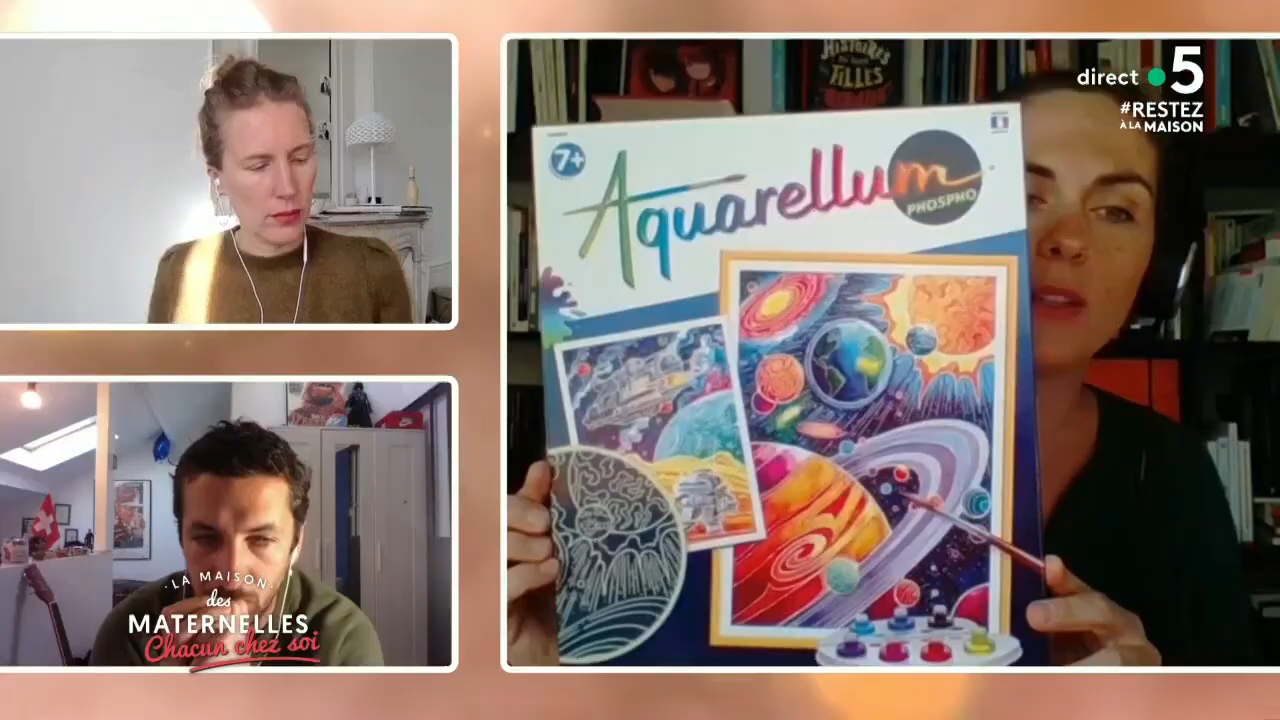 direct 5
#RESTEZ
À LA MAISON
HISTOIRES
FILLES
7+
Aquarellum
PHOSPHO
LA MAISON
des
MATERNELLES
Chacun chez soi